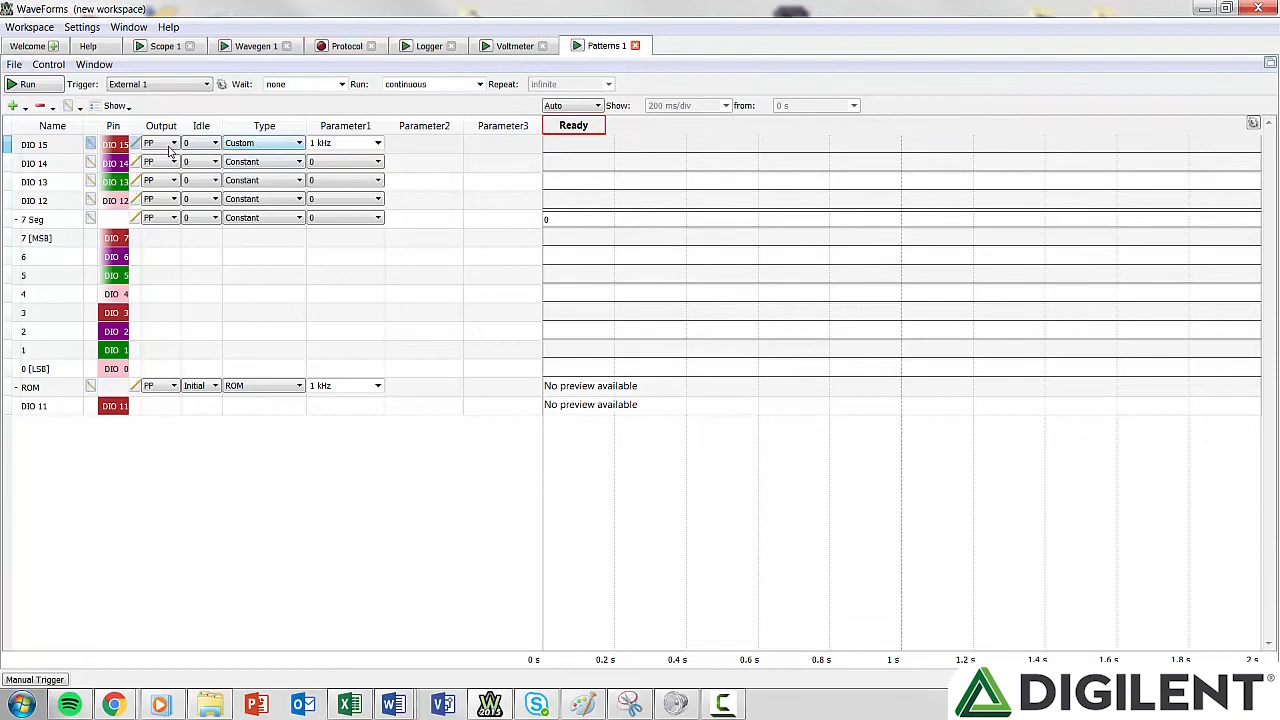 WaveForms (new workspace)
Workspace Settings Window Help
Welcome Help Scope 1 Wavegen 1 Protocol Logger Voltmeter Patterns 1
File Control Window
Run Trigger: External 1 Wait: none Run: continuous Repeat: infinite
Show Auto Show: 200 ms/div from: 0 s
Name Pin Output Idle Type Parameter1 Parameter2 Parameter3 Ready
DIO 15 DIO 15 PP 0 Custom 1 kHz
DIO 14 DIO 14 PP 0 Constant 0
DIO 13 DIO 13 PP 0 Constant 0
DIO 12 DIO 12 PP 0 Constant 0
- 7 Seg PP 0 Constant 0 0
7 [MSB] DIO 7
6 DIO 6
5 DIO 5
4 DIO 4
3 DIO 3
2 DIO 2
1 DIO 1
0 [LSB] DIO 0
- ROM PP Initial ROM 1 kHz No preview available
DIO 11 DIO 11 No preview available
0 s 0.2 s 0.4 s 0.6 s 0.8 s 1 s 1.2 s 1.4 s 1.6 s 1.8 s 2 s
Manual Trigger
DIGILENT®